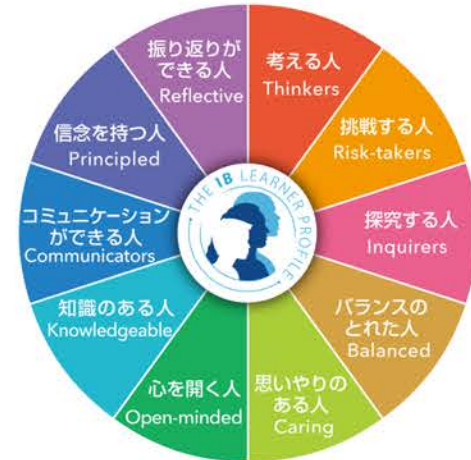 考える人
Thinkers
挑戦する人
Risk-takers
探究する人
Inquirers
バランスの
とれた人
Balanced
思いやりの
ある人
Caring
心を開く人
Open-minded
知識のある人
Knowledgeable
コミュニケーション
ができる人
Communicators
信念を持つ人
Principled
振り返りが
できる人
Reflective
THE IB LEARNER PROFILE